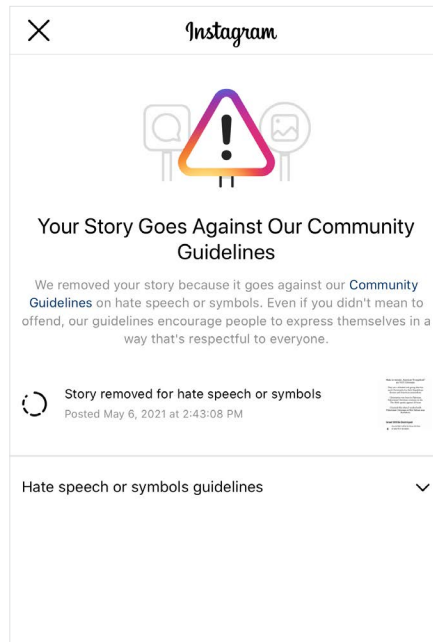 Instagram
Your Story Goes Against Our Community
Guidelines
We removed your story because it goes against our Community
Guidelines on hate speech or symbols. Even if you didn't mean to
offend, our guidelines encourage people to express themselves in a
way that's respectful to everyone.
Story removed for hate speech or symbols
Posted May 6, 2021 at 2:43:08 PM
Hate speech or symbols guidelines